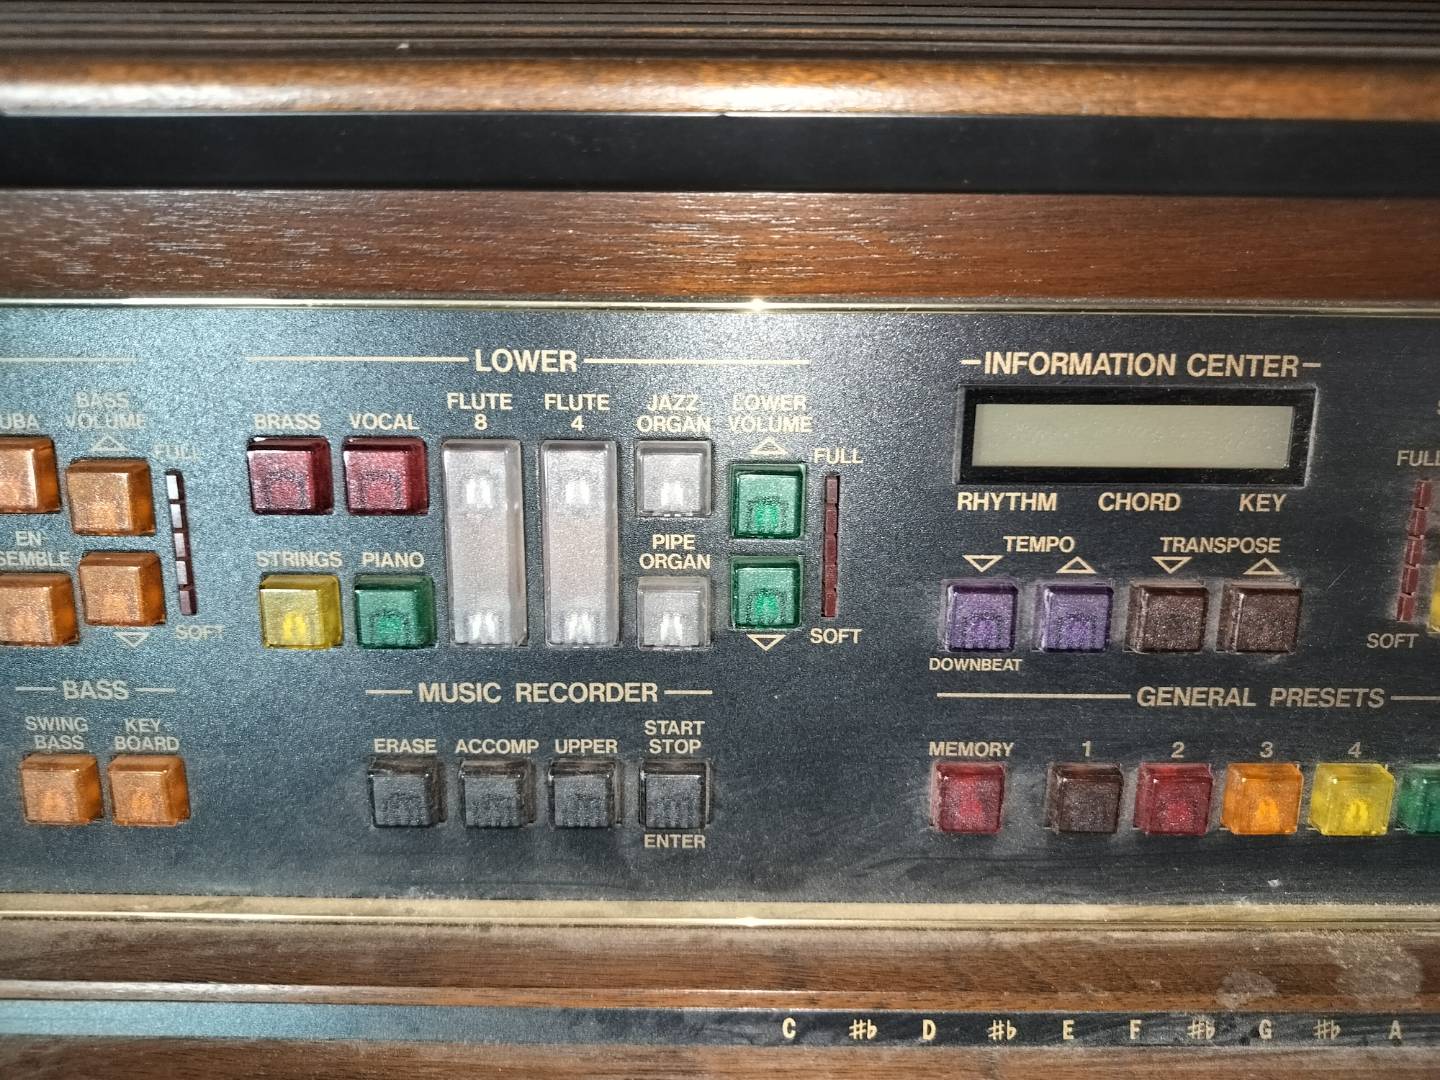 LOWER
INFORMATION CENTER
BASS
VOLUME
UBA
FULL
EN
SEMBLE
SOFT
BRASS
VOCAL
FLUTE
8
FLUTE
4
JAZZ
ORGAN
LOWER
VOLUME
FULL
STRINGS
PIANO
PIPE
ORGAN
SOFT
RHYTHM CHORD KEY
TEMPO
TRANSPOSE
DOWNBEAT
FULL
SOFT
BASS
SWING
BASS
KEY
BOARD
MUSIC RECORDER
ERASE
ACCOMP
UPPER
START
STOP
ENTER
GENERAL PRESETS
MEMORY 1 2 3 4
C ♯♭ D ♯♭ E F ♯♭ G ♯♭ A